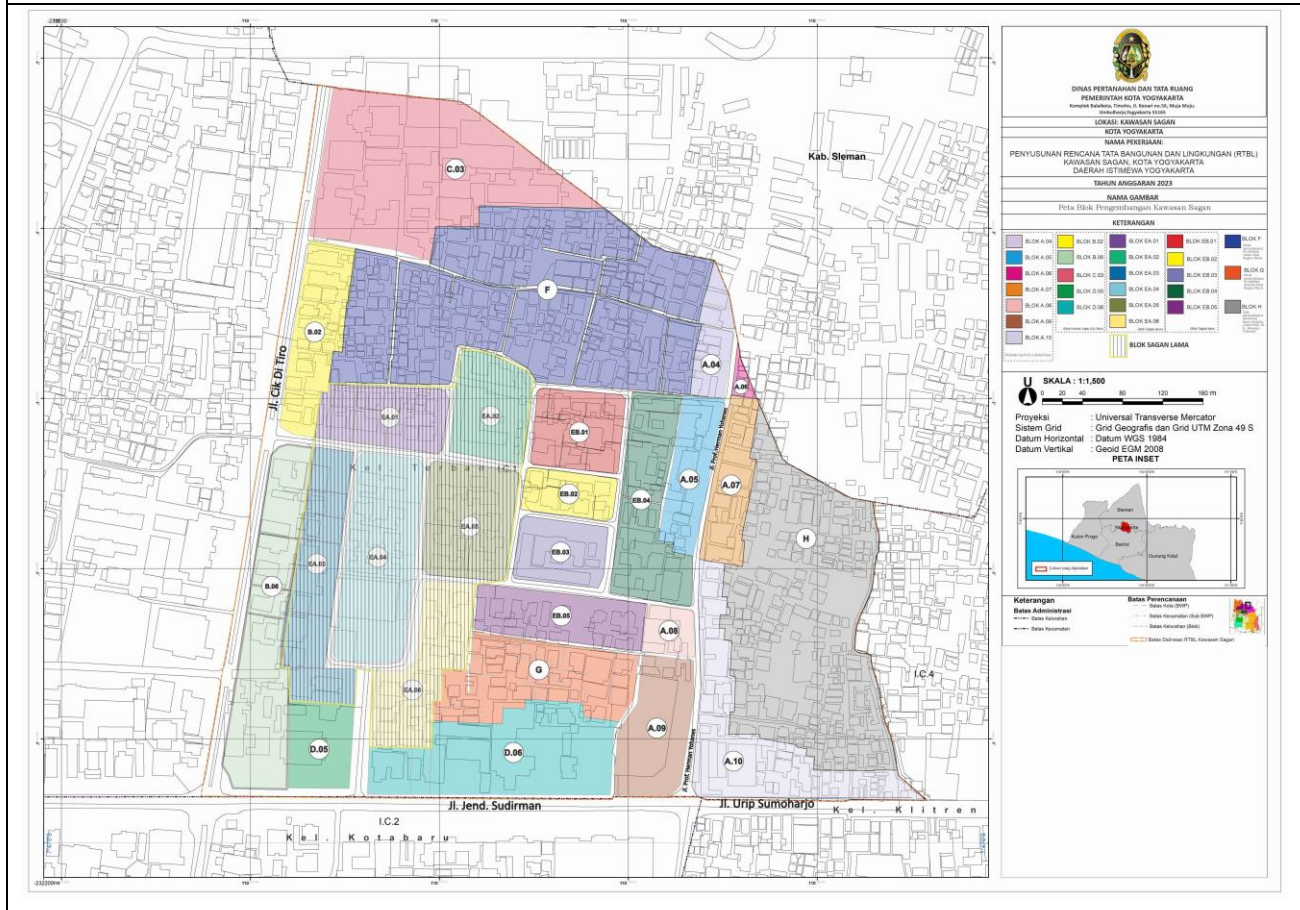 C.03
Kab. Sleman
F
B.02
Jl. Cik Di Tiro
A.04
A.06
EA.01
EA.02
EB.01
EB.02
EB.03
EB.04
A.05
Jl. Prof. Herman Yohanes
A.07
H
EA.03
EA.04
EA.05
B.06
EB.05
A.08
G
EA.06
I.C.4
D.05
D.06
A.09
Jl. Prof. Herman Yohanes
A.10
Jl. Jend. Sudirman
Jl. Urip Sumoharjo
Kel. Klitren
I.C.2
Kel. Kotabaru
DINAS PERTANAHAN DAN TATA RUANG
PEMERINTAH KOTA YOGYAKARTA
LOKASI: KAWASAN SAGAN
KOTA YOGYAKARTA
NAMA PEKERJAAN:
PENYUSUNAN RENCANA TATA BANGUNAN DAN LINGKUNGAN (RTBL)
KAWASAN SAGAN, KOTA YOGYAKARTA
DAERAH ISTIMEWA YOGYAKARTA
TAHUN ANGGARAN 2023
NAMA GAMBAR
Peta Blok Pengembangan Kawasan Sagan
KETERANGAN
BLOK A.04
BLOK A.05
BLOK A.06
BLOK A.07
BLOK A.08
BLOK A.09
BLOK A.10
BLOK B.02
BLOK B.06
BLOK C.03
BLOK D.05
BLOK D.06
BLOK EA.01
BLOK EA.02
BLOK EA.03
BLOK EA.04
BLOK EA.05
BLOK EA.06
BLOK EB.01
BLOK EB.02
BLOK EB.03
BLOK EB.04
BLOK EB.05
BLOK F
BLOK G
BLOK H
BLOK SAGAN LAMA
U
SKALA : 1:1,500
0 20 40 80 120 160 m
Proyeksi : Universal Transverse Mercator
Sistem Grid : Grid Geografis dan Grid UTM Zona 49 S
Datum Horizontal : Datum WGS 1984
Datum Vertikal : Geoid EGM 2008
PETA INSET
Sleman
Kulon Progo
Bantul
Gunung Kidul
Keterangan
Batas Administrasi
Batas Kelurahan
Batas Kecamatan
Batas Perencanaan
Batas Kota (BWP)
Batas Kecamatan (Sub BWP)
Batas Kelurahan (Blok)
Batas Delineasi RTBL Kawasan Sagan